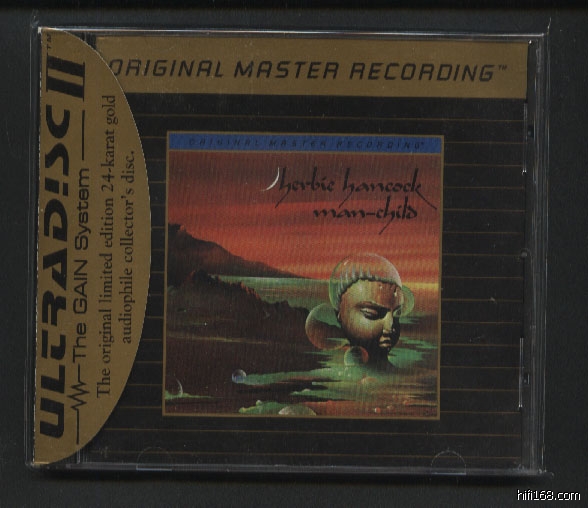 ORIGINAL MASTER RECORDING™
ULTRADISC II™
The GAIN System
The original limited edition 24-karat gold
audiophile collector's disc.
ORIGINAL MASTER RECORDING
herbie hancock
man-child
hifi168.com